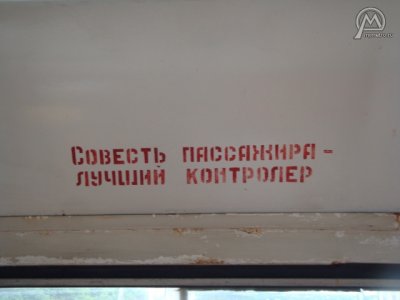 Совесть пассажира -
лучший контролер